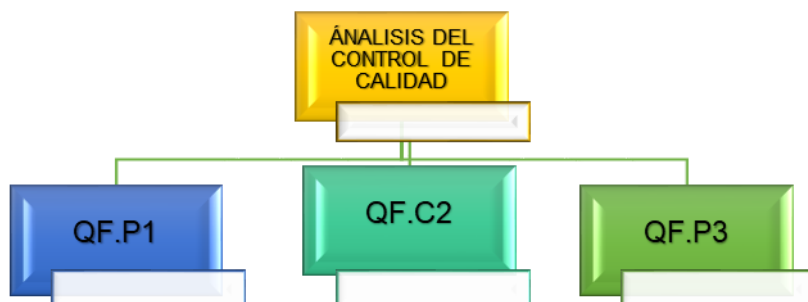 ÁNALISIS DEL
CONTROL DE
CALIDAD
QF.P1
QF.C2
QF.P3